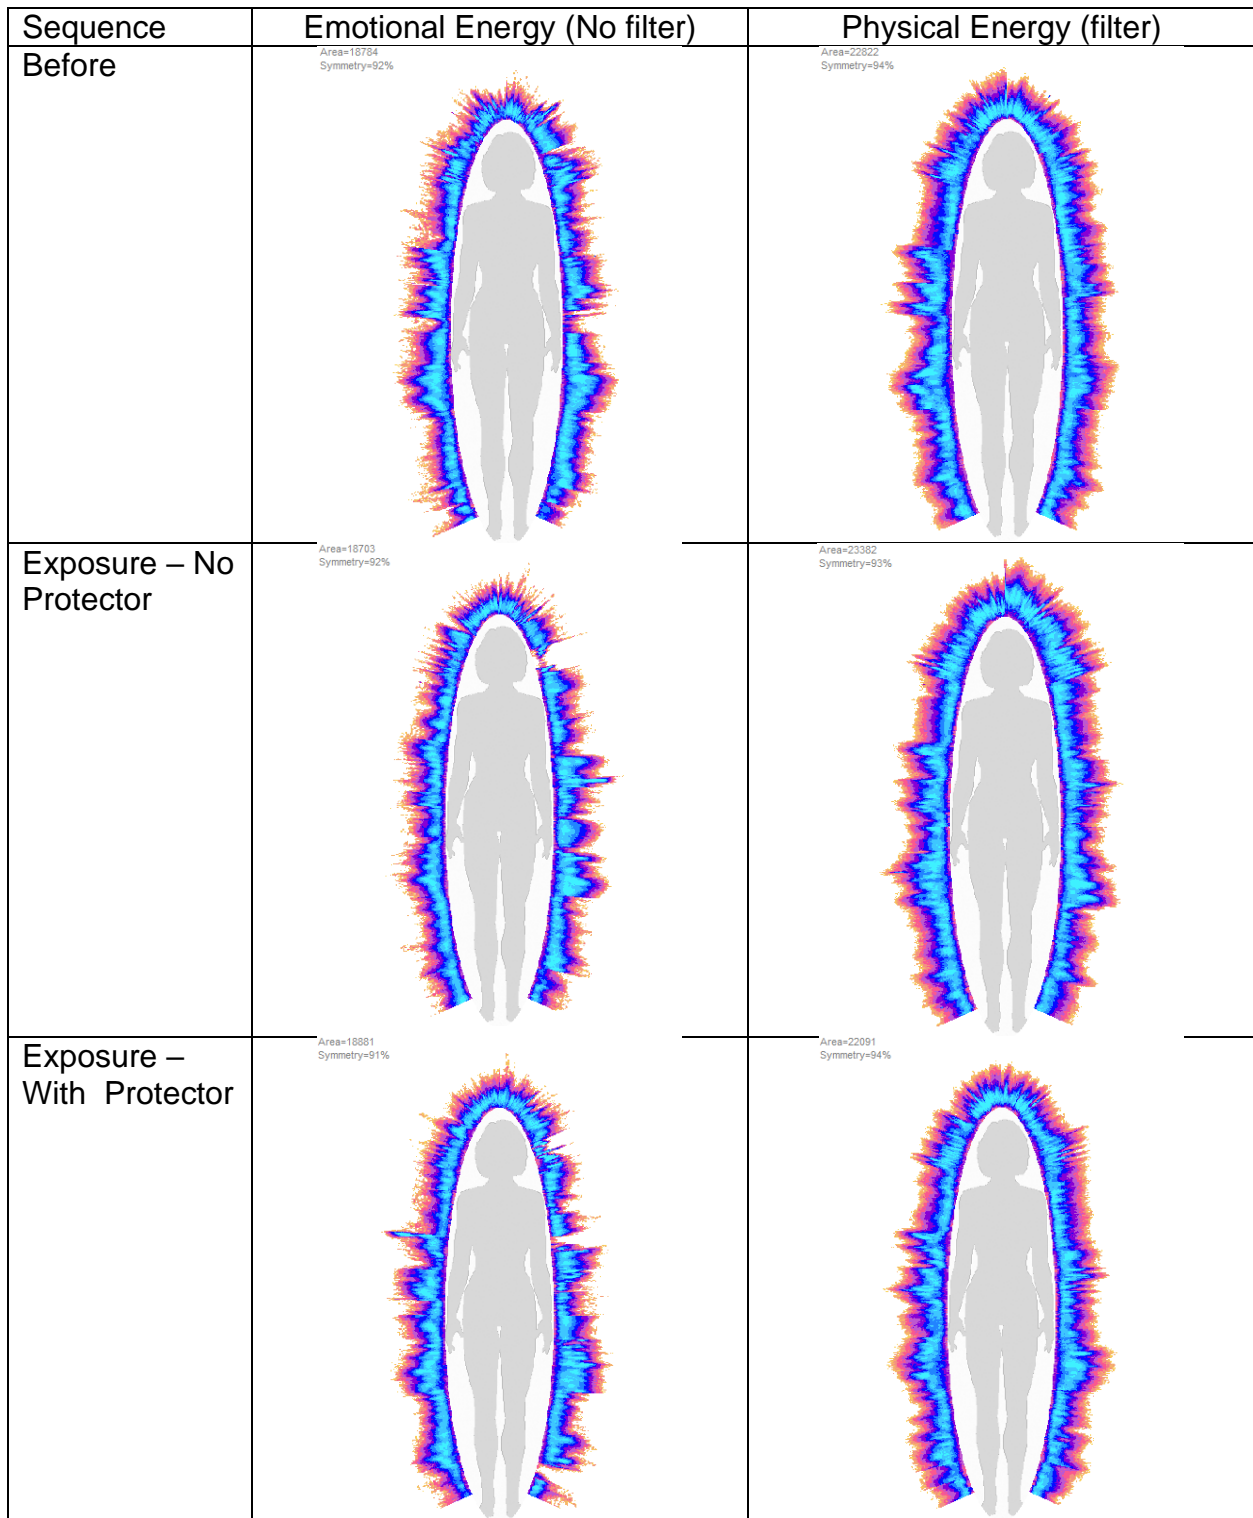 Sequence
Emotional Energy (No filter)
Physical Energy (filter)
Before
Area=18784
Symmetry=92%
Area=22822
Symmetry=94%
Exposure – No
Protector
Area=18703
Symmetry=92%
Area=23382
Symmetry=93%
Exposure –
With Protector
Area=18881
Symmetry=91%
Area=22091
Symmetry=94%